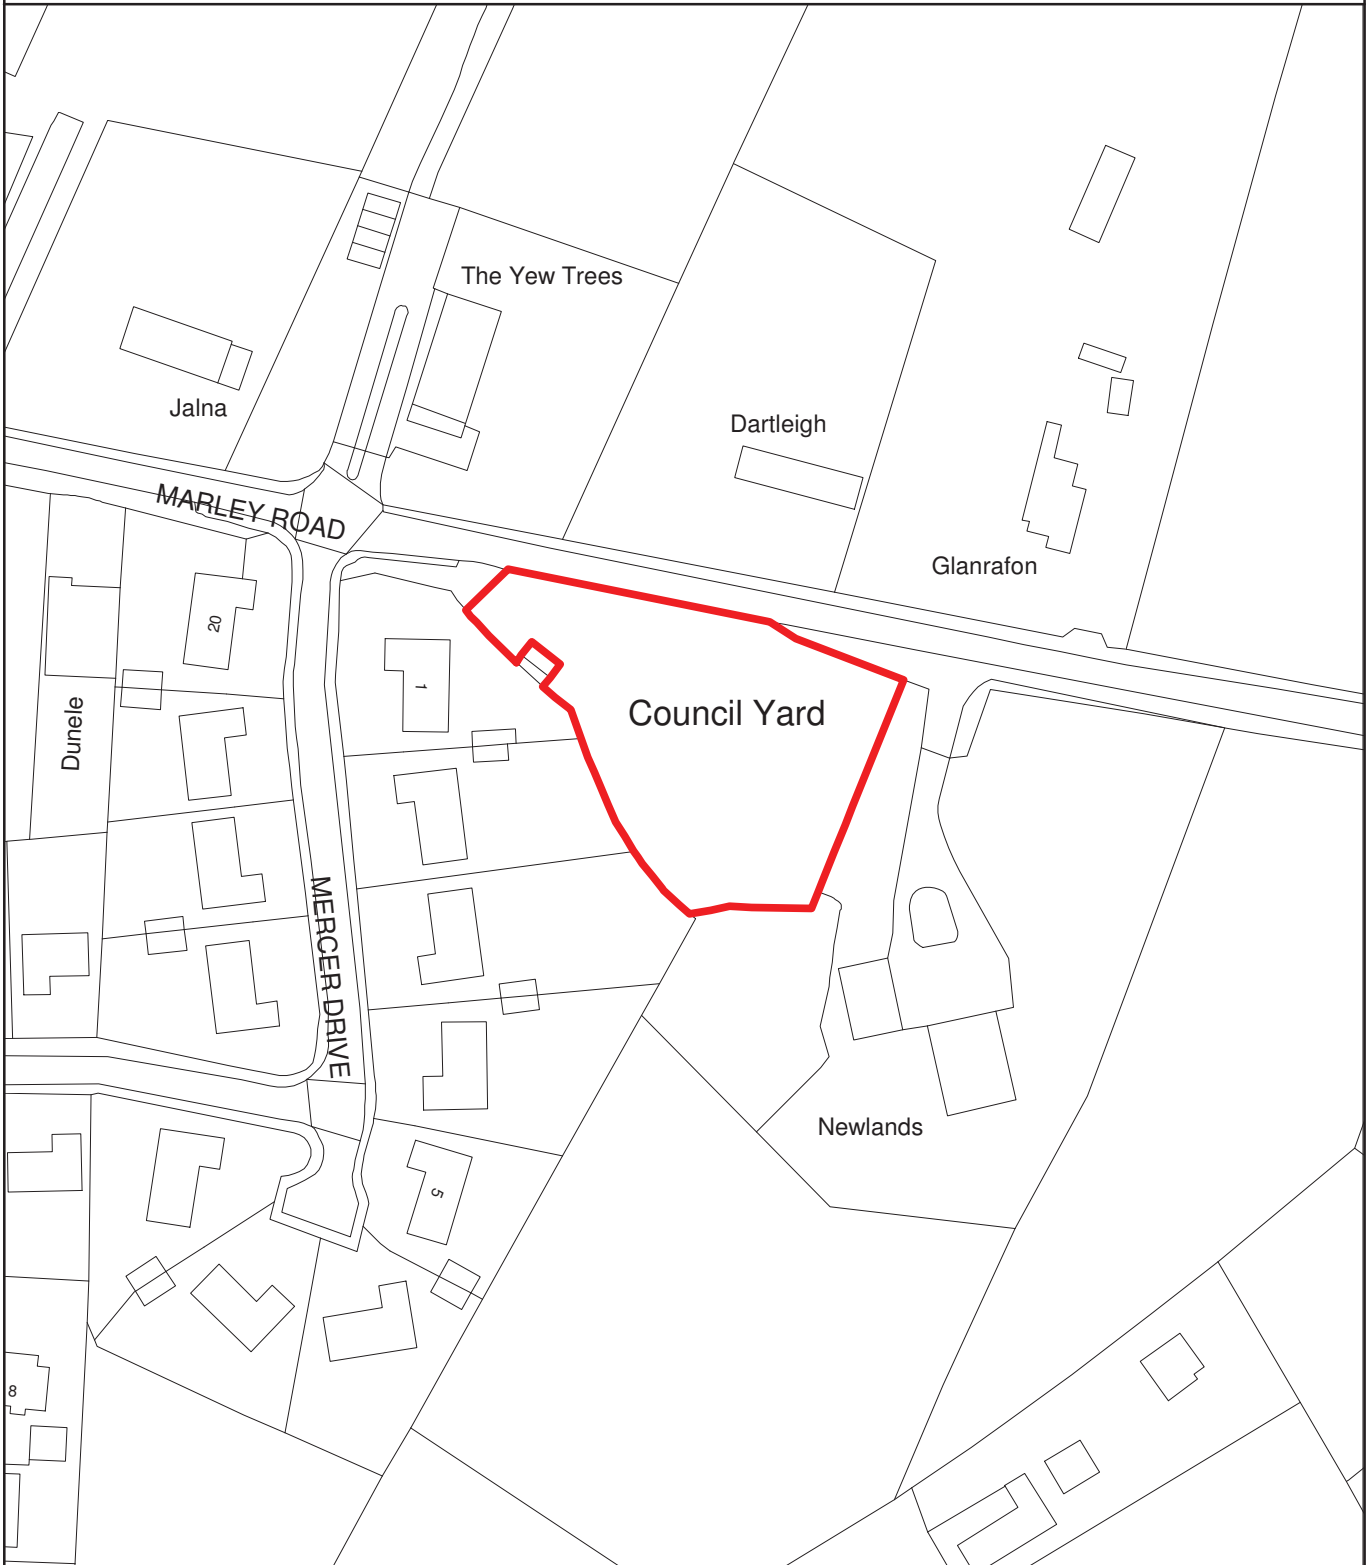 The Yew Trees
Jalna
Dartleigh
MARLEY ROAD
Glanrafon
20
1
Council Yard
Dunele
MERCER DRIVE
Newlands
5
8